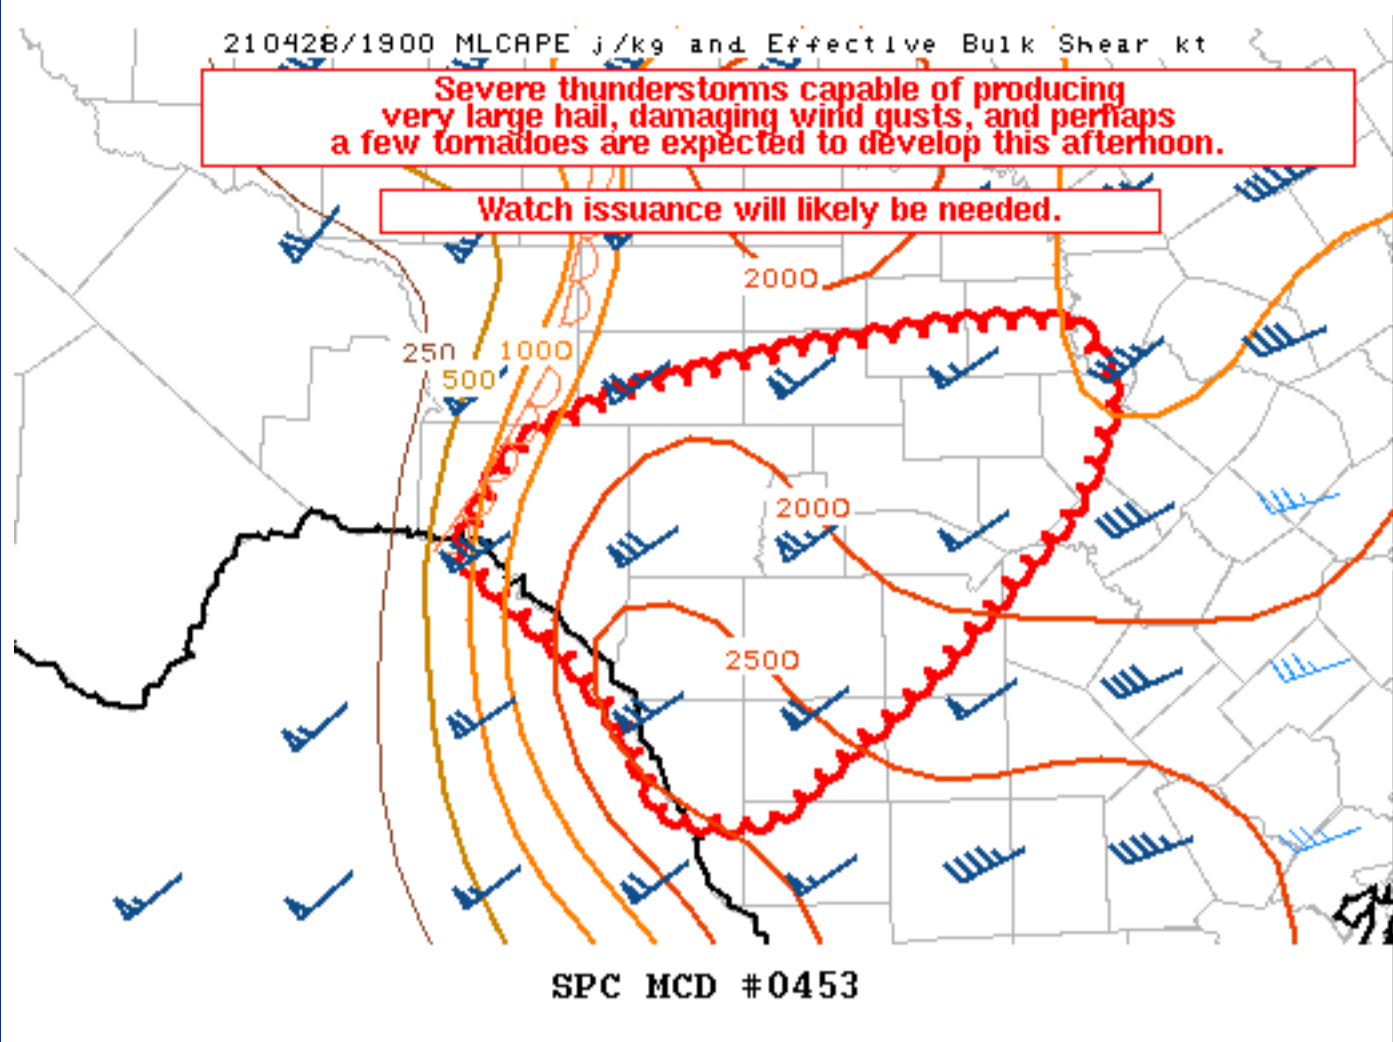 210428/1900 MLCAPE j/kg and Effective Bulk Shear kt
Severe thunderstorms capable of producing
very large hail, damaging wind gusts, and perhaps
a few tornadoes are expected to develop this afternoon.
Watch issuance will likely be needed.
2000
250
1000
500
2000
2500
SPC MCD #0453